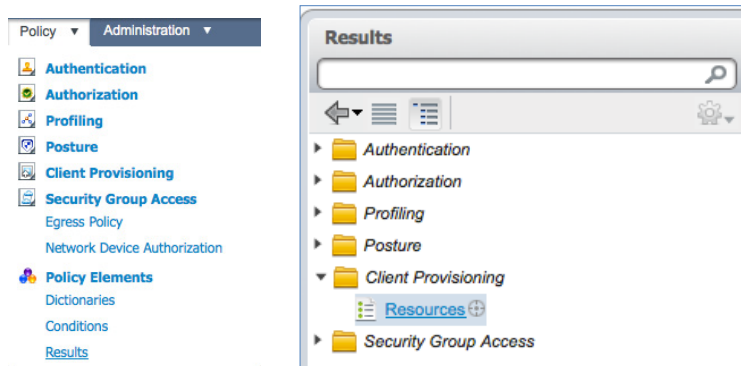 Policy ▼ Administration ▼
Authentication
Authorization
Profiling
Posture
Client Provisioning
Security Group Access
Egress Policy
Network Device Authorization
Policy Elements
Dictionaries
Conditions
Results
Results
Authentication
Authorization
Profiling
Posture
Client Provisioning
Resources
Security Group Access